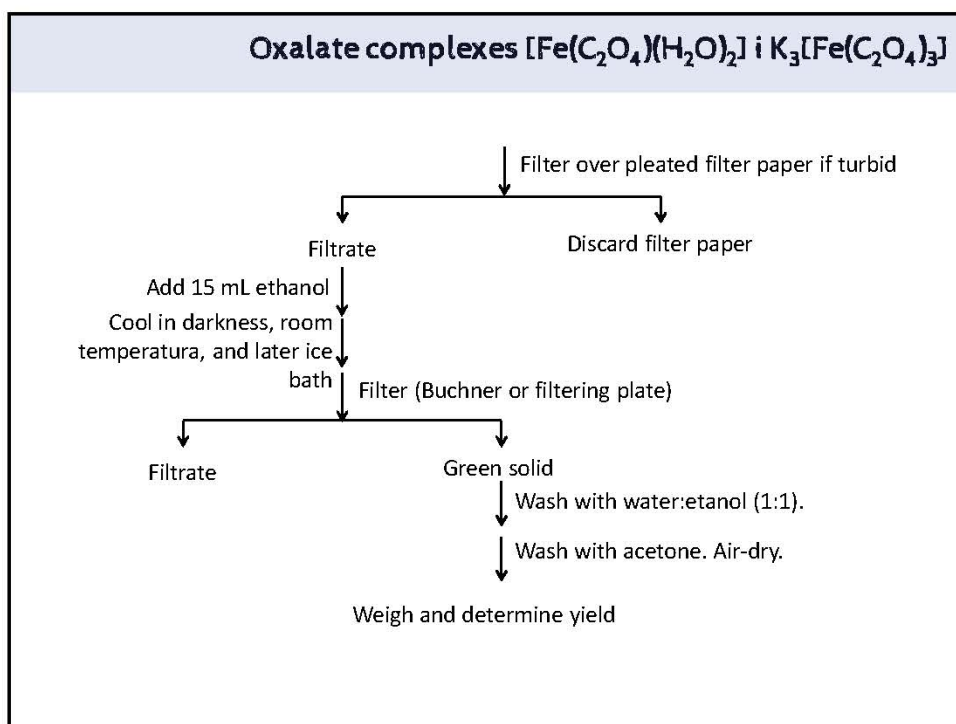 Oxalate complexes [Fe(C₂O₄)(H₂O)₂] i K₃[Fe(C₂O₄)₃]
Filter over pleated filter paper if turbid
Filtrate
Discard filter paper
Add 15 mL ethanol
Cool in darkness, room
temperatura, and later ice
bath
Filter (Buchner or filtering plate)
Filtrate
Green solid
Wash with water:etanol (1:1).
Wash with acetone. Air-dry.
Weigh and determine yield